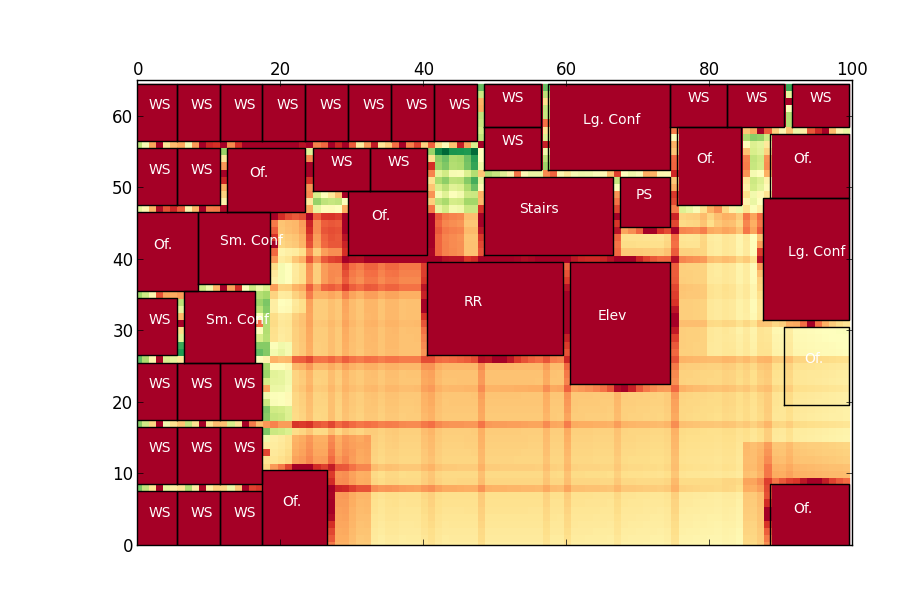 0 20 40 60 80 100
60 50 40 30 20 10 0
WS WS WS WS WS WS WS WS WS Lg. Conf WS WS WS
WS
WS WS Of. WS WS Of. Of.
Of. Stairs PS
Of. Sm. Conf Lg. Conf
WS Sm. Conf RR Elev
Of.
WS WS WS
WS WS WS
WS WS WS Of. Of.